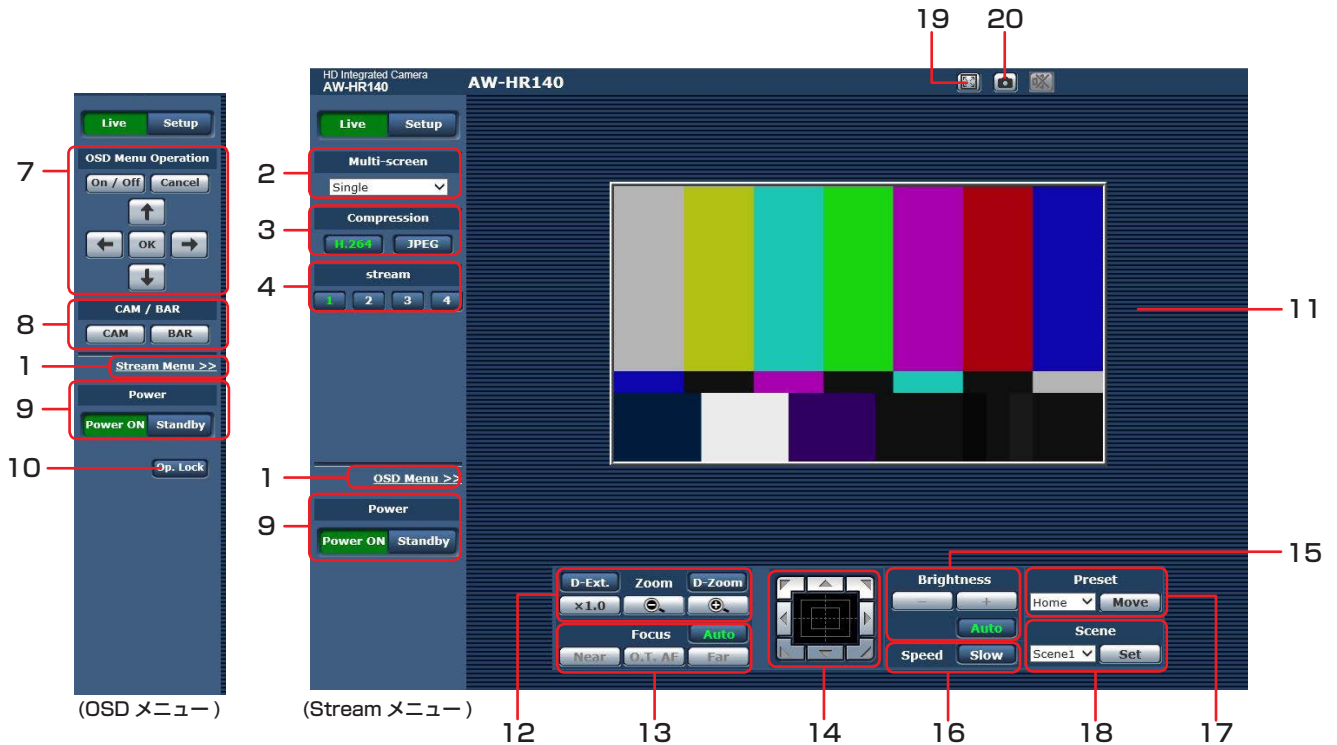 19 20
HD Integrated Camera
AW-HR140
AW-HR140
Live Setup
7
OSD Menu Operation
On / Off Cancel
OK
8
CAM / BAR
CAM BAR
1
Stream Menu >>
9
Power
Power ON Standby
10
Op. Lock
(OSD メニュー)
Live Setup
2
Multi-screen
Single
3
Compression
H.264 JPEG
4
stream
1 2 3 4
11
1
OSD Menu >>
9
Power
Power ON Standby
(Stream メニュー)
D-Ext. Zoom D-Zoom
×1.0
Focus Auto
Near O.T. AF Far
15
Brightness
- +
Auto
Speed Slow
Preset
Home Move
Scene
Scene1 Set
12 13 14 16 18 17